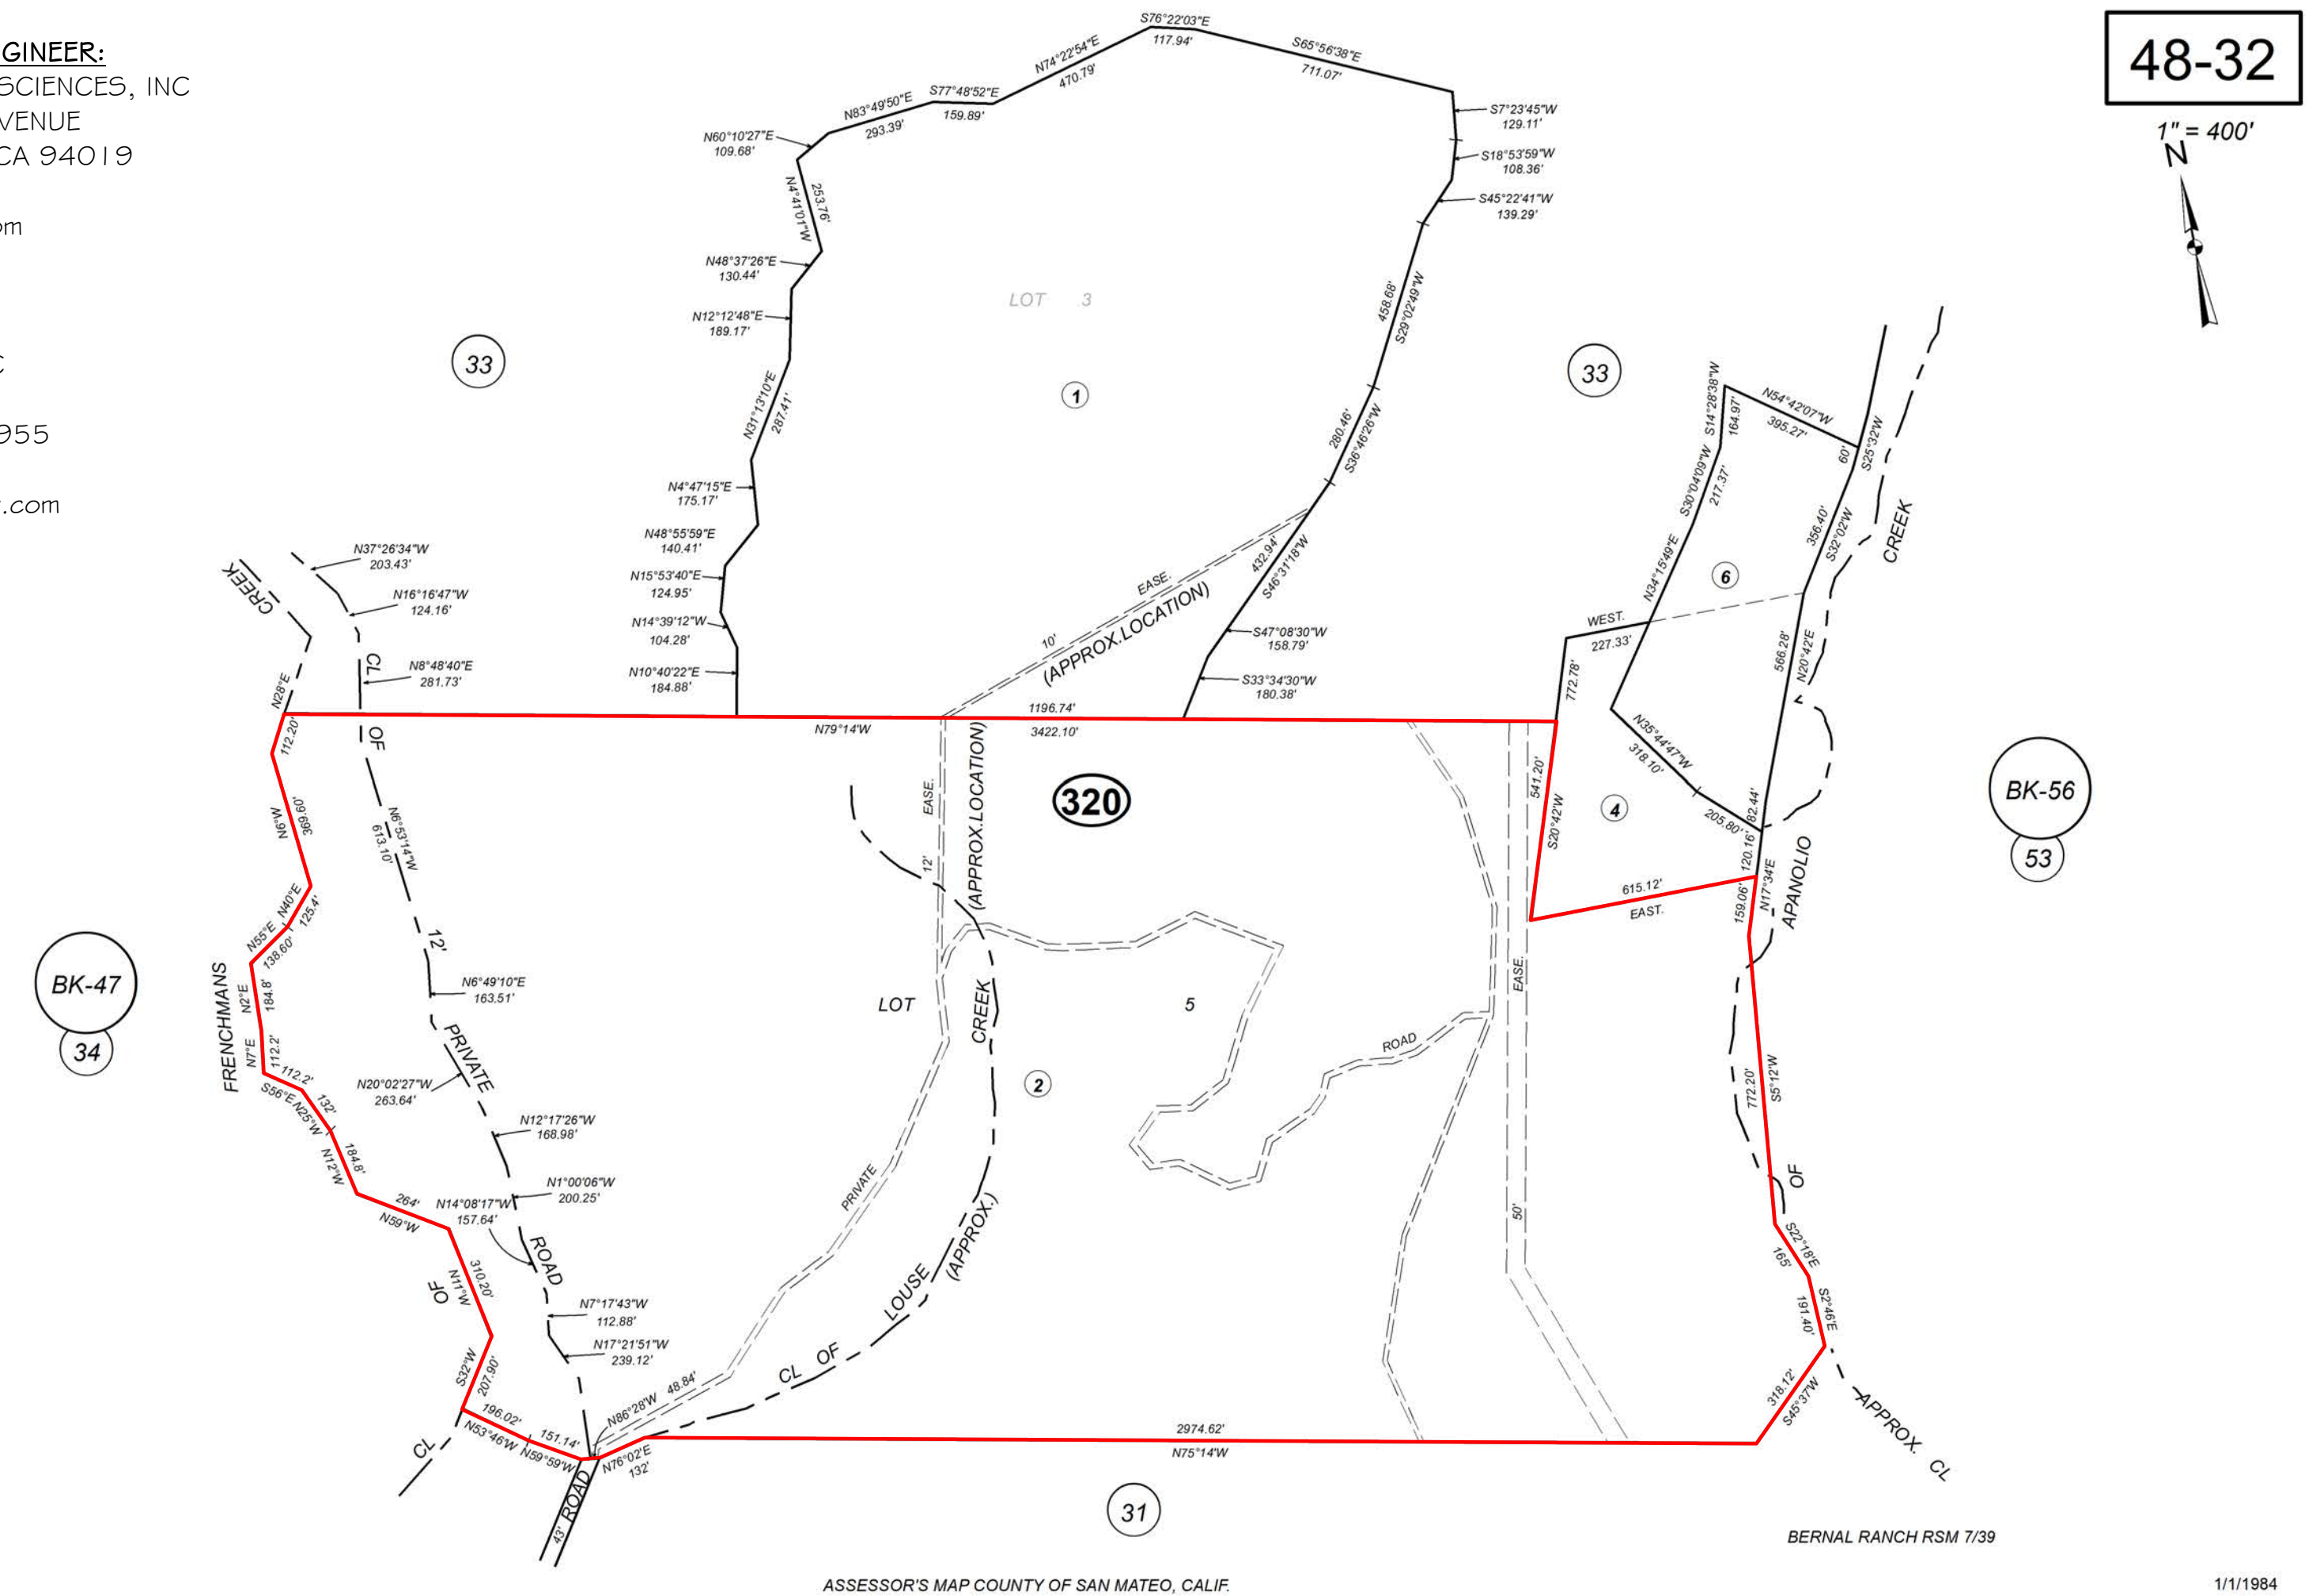 GINEER:
SCIENCES, INC
VENUE
CA 94019
om
C
955
.com
48-32
1" = 400'
N
S76°22'03"E
117.94'
N74°22'54"E
470.79'
S65°56'38"E
711.07'
S77°48'52"E
159.89'
N83°49'50"E
293.39'
N60°10'27"E
109.68'
S7°23'45"W
129.11'
S18°53'59"W
108.36'
S45°22'41"W
139.29'
253.76'
N4°41'01"W
N48°37'26"E
130.44'
N12°12'48"E
189.17'
LOT 3
458.68'
S29°02'49"W
33
33
1
N31°13'10"E
287.41'
280.46'
S36°46'26"W
S14°28'38"W
164.97'
N54°42'07"W
395.27'
60'
S25°32'W
N4°47'15"E
175.17'
S30°04'09"W
217.37'
N48°55'59"E
140.41'
432.94'
S46°31'18"W
356.40'
S32°02'W
CREEK
N37°26'34"W
203.43'
CREEK
N15°53'40"E
124.95'
EASE.
10'
(APPROX.LOCATION)
N34°15'49"E
6
N16°16'47"W
124.16'
N14°39'12"W
104.28'
S47°08'30"W
158.79'
WEST.
227.33'
566.28'
N20°42'E
CL
N8°48'40"E
281.73'
N10°40'22"E
184.88'
S33°34'30"W
180.38'
772.78'
N28°E
112.20'
OF
N79°14'W
1196.74'
3422.10'
N35°44'47"W
318.10'
EASE.
12'
(APPROX.LOCATION)
320
541.20'
S20°42'W
4
205.80'
82.44'
120.16'
BK-56
53
369.60'
N6°W
N6°53'14"W
613.10'
N40°E
125.4'
N55°E
138.60'
12'
615.12'
EAST.
159.06'
N17°34'E
APANOLIO
BK-47
34
FRENCHMANS
N2°E
184.8'
N7°E
112.2'
N6°49'10"E
163.51'
LOT 5
CREEK
EASE.
ROAD
PRIVATE
112.2'
S56°E
132'
N25°W
N20°02'27"W
263.64'
2
772.20'
S5°12'W
N12°17'26"W
168.98'
184.8'
N12°W
N1°00'06"W
200.25'
PRIVATE
OF
264'
N59°W
N14°08'17"W
157.64'
50'
ROAD
310.20'
N11°W
OF
LOUSE
(APPROX.)
S22°18'E
165'
N7°17'43"W
112.88'
S2°46'E
191.40'
N17°21'51"W
239.12'
CL OF
S32°W
207.90'
N86°28'W
48.84'
318.12'
S45°37'W
196.02'
N53°46'W
151.14'
N59°59'W
CL
N76°02'E
132'
2974.62'
N75°14'W
APPROX. CL
43' ROAD
31
BERNAL RANCH RSM 7/39
ASSESSOR'S MAP COUNTY OF SAN MATEO, CALIF.
1/1/1984